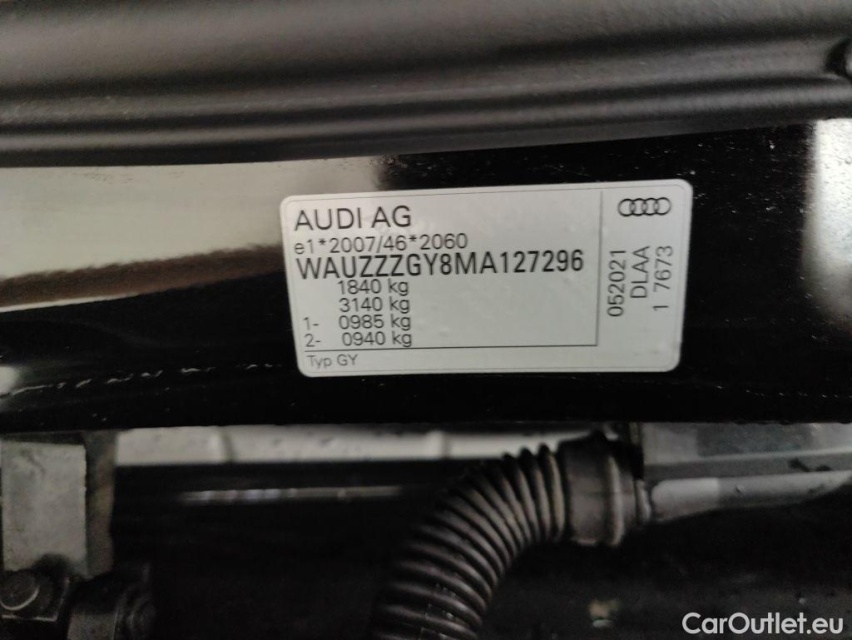 AUDI AG
e1*2007/46*2060
WAUZZZGY8MA127296
1840 kg
3140 kg
1- 0985 kg
2- 0940 kg
Typ GY
052021
DLAA
1 7673
CarOutlet.eu